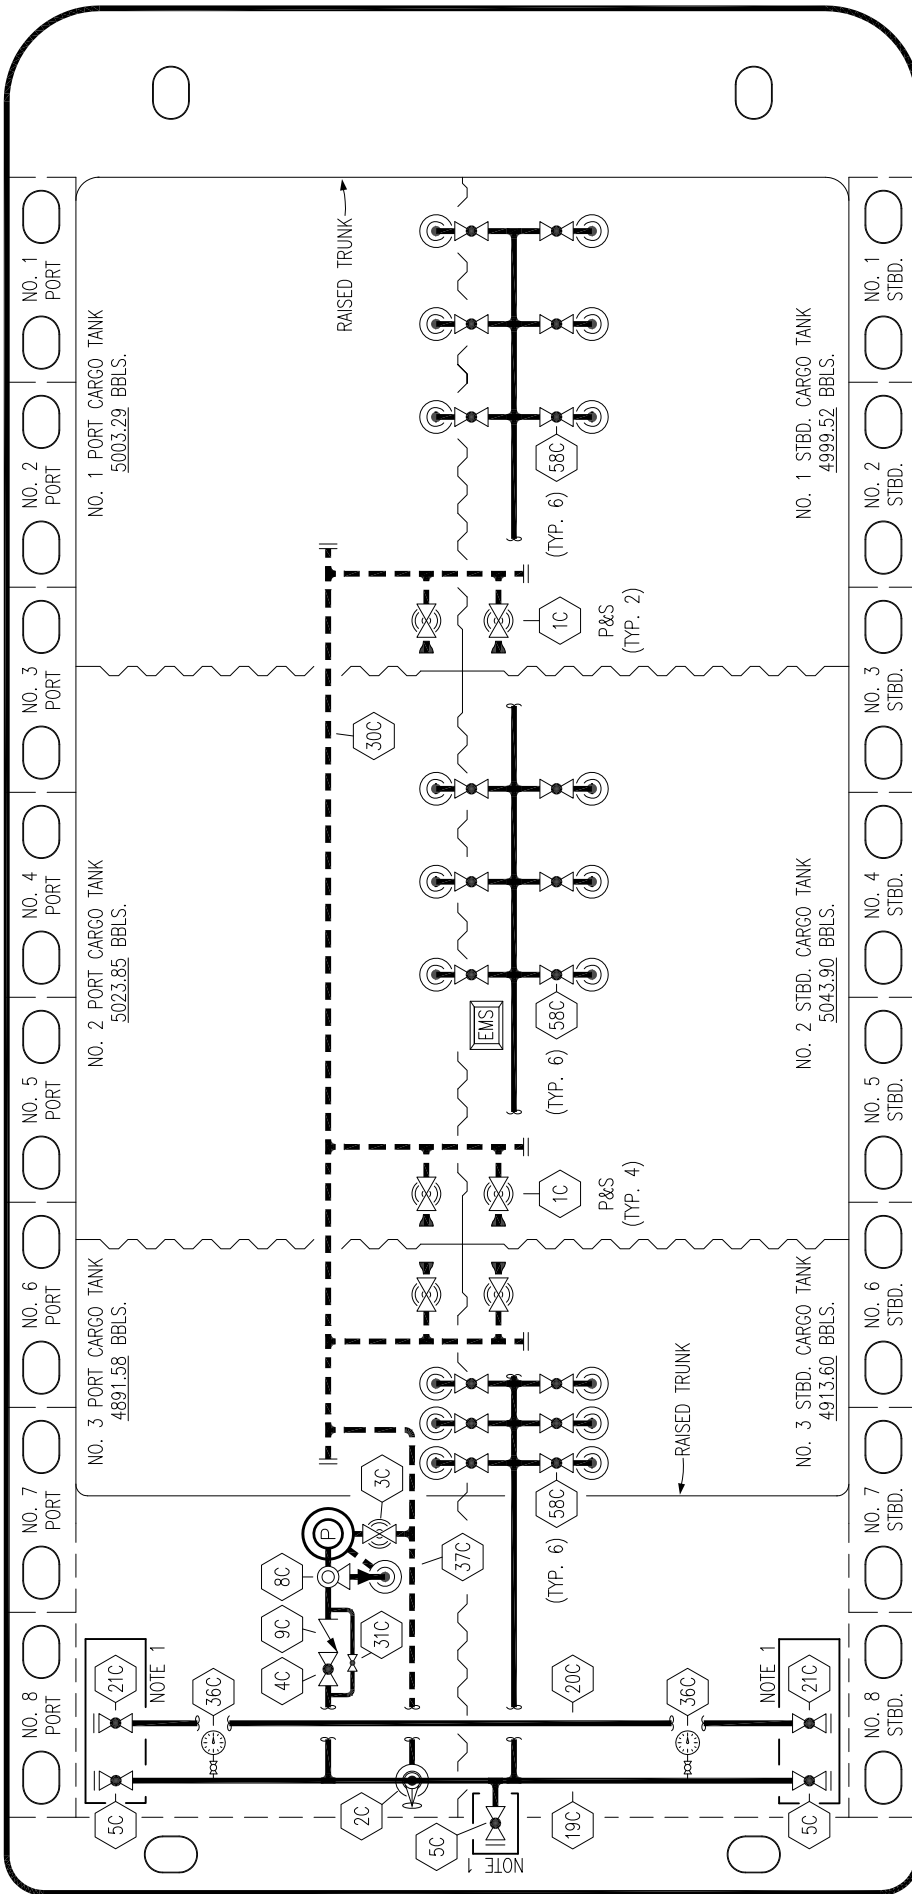 NO. 1
PORT
NO. 2
PORT
NO. 3
PORT
NO. 4
PORT
NO. 5
PORT
NO. 6
PORT
NO. 7
PORT
NO. 8
PORT
RAISED TRUNK
NO. 1 PORT CARGO TANK
5003.29 BBLS.
NO. 1 STBD. CARGO TANK
4999.52 BBLS.
58C
(TYP. 6)
1C
P&S
(TYP. 2)
30C
NO. 2 PORT CARGO TANK
5023.85 BBLS.
NO. 2 STBD. CARGO TANK
5043.90 BBLS.
EMS
58C
(TYP. 6)
1C
P&S
(TYP. 4)
NO. 3 PORT CARGO TANK
4891.58 BBLS.
NO. 3 STBD. CARGO TANK
4913.60 BBLS.
RAISED TRUNK
58C
(TYP. 6)
3C
P
8C
37C
9C
4C
31C
NOTE 1
21C
36C
20C
36C
NOTE 1
21C
5C
2C
5C
NOTE 1
19C
5C
NO. 1
STBD.
NO. 2
STBD.
NO. 3
STBD.
NO. 4
STBD.
NO. 5
STBD.
NO. 6
STBD.
NO. 7
STBD.
NO. 8
STBD.